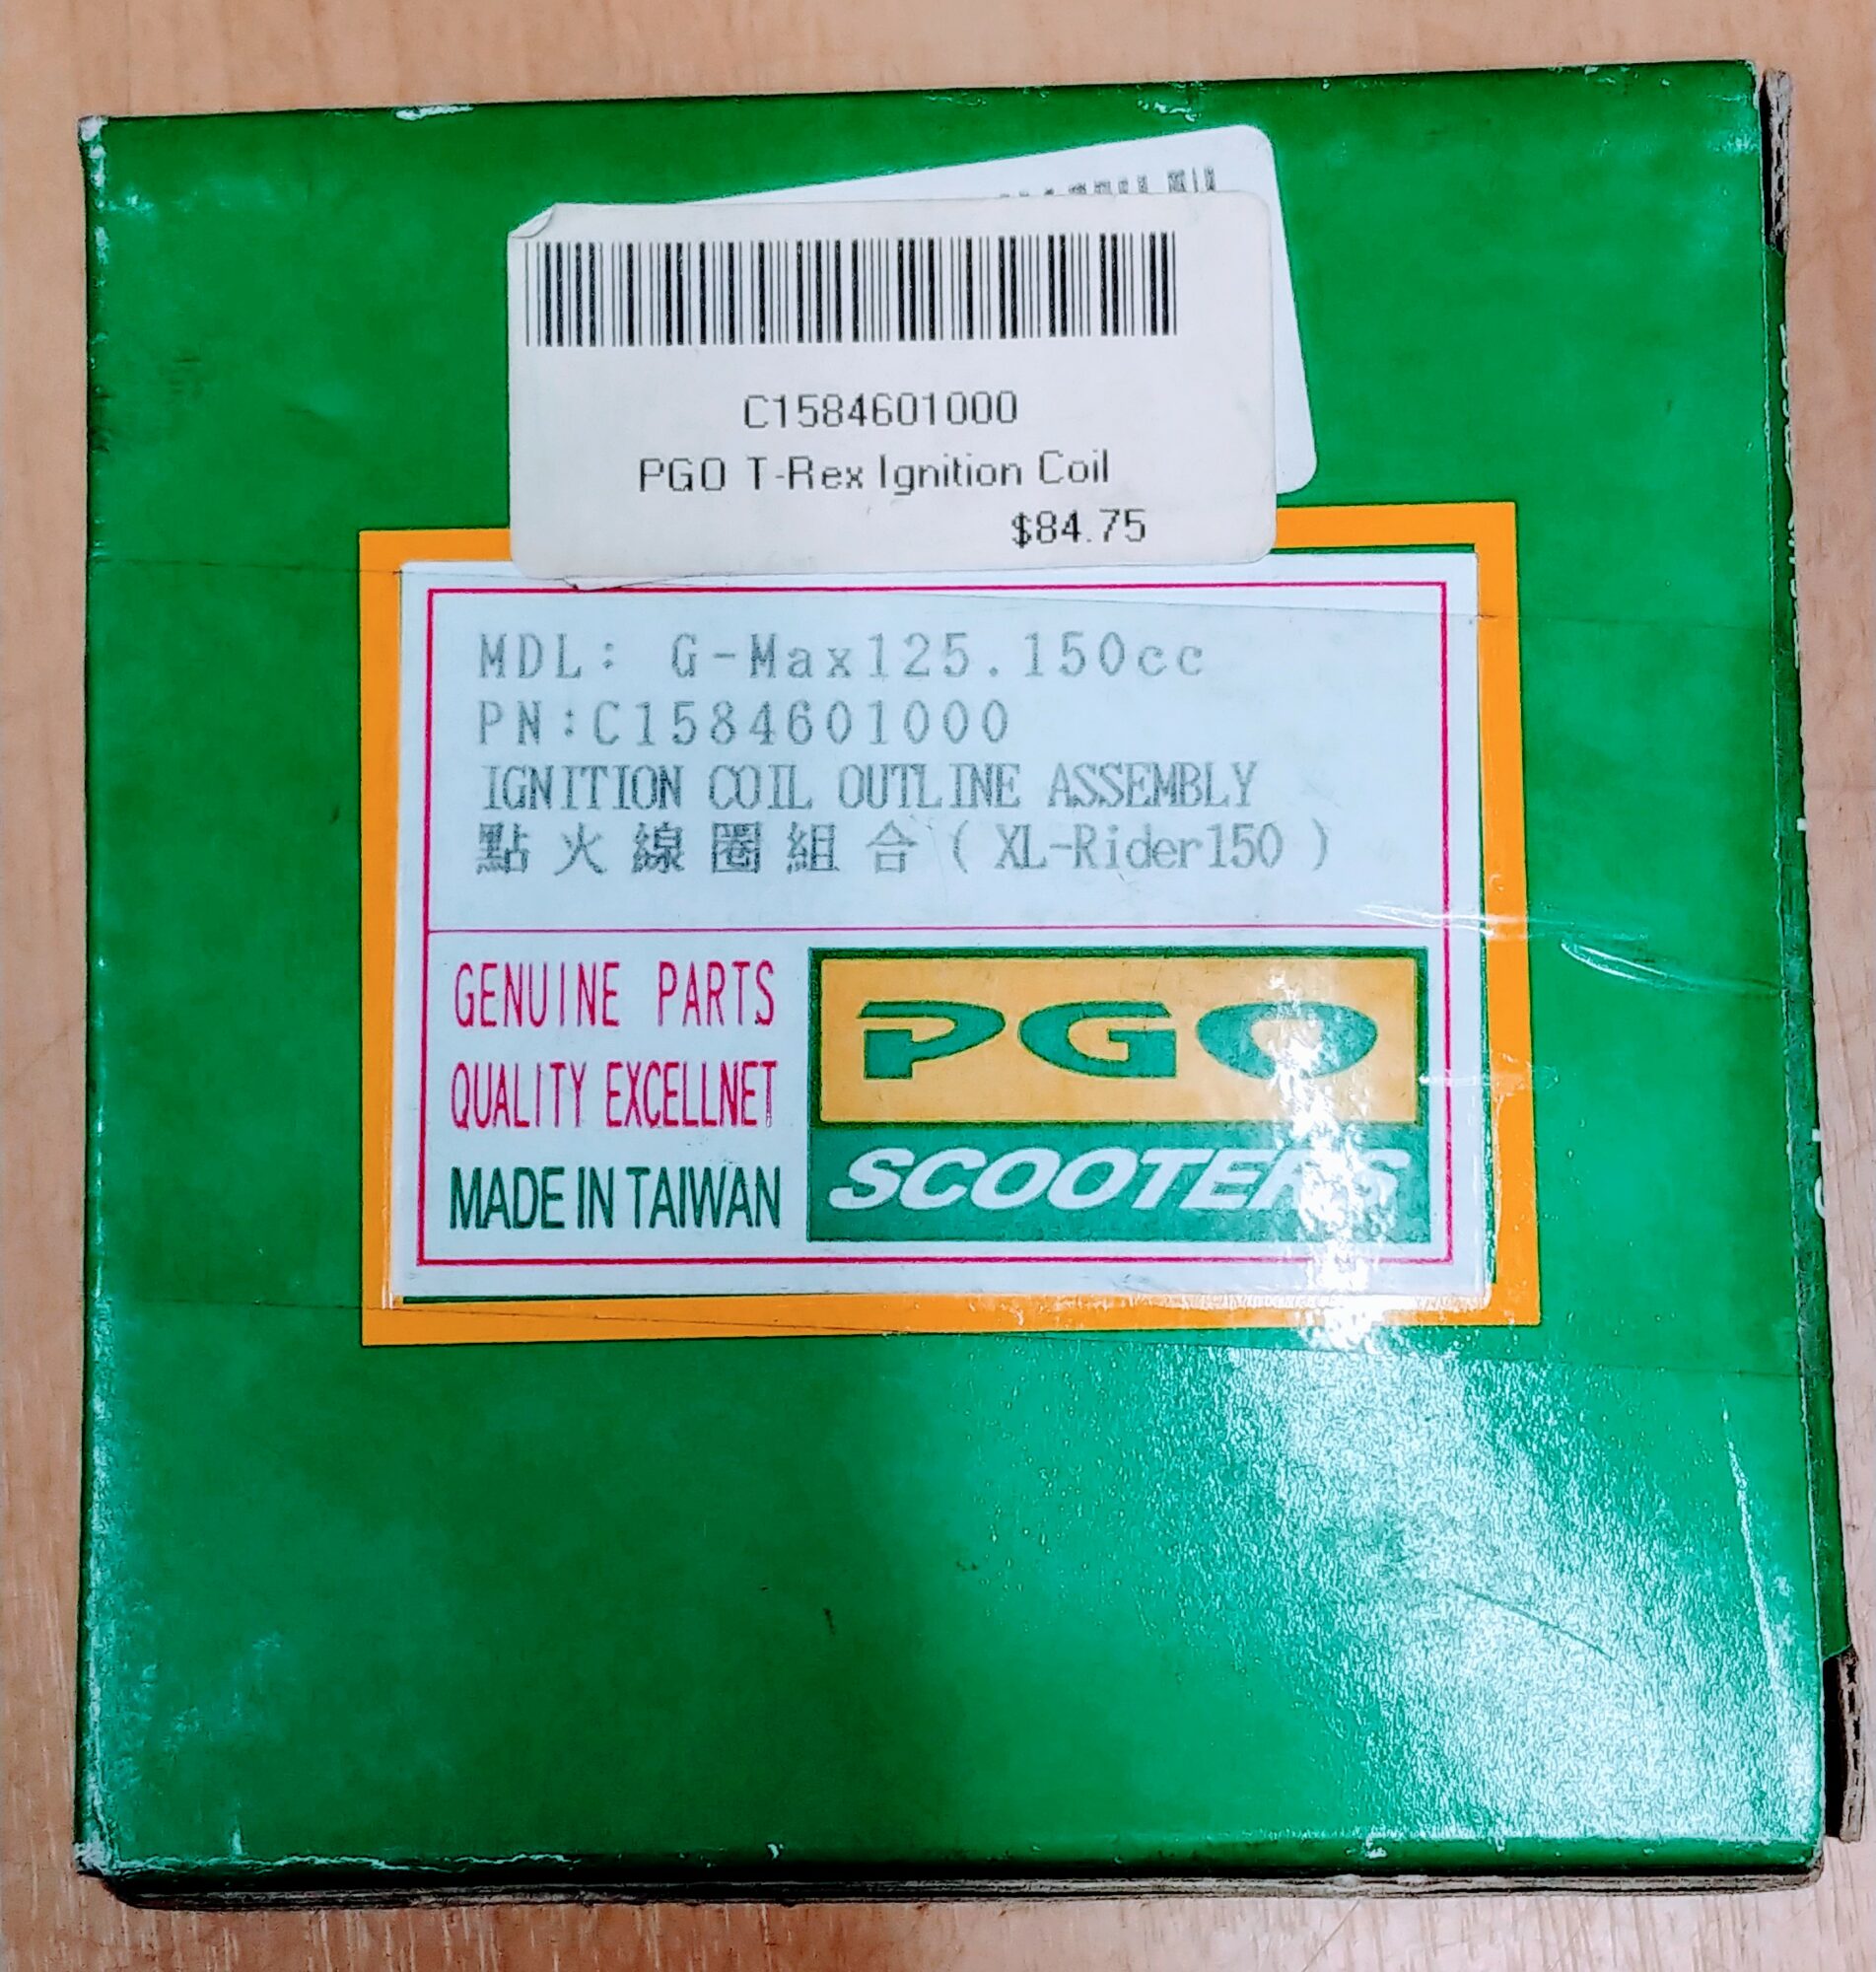 C1584601000
PGO T-Rex Ignition Coil
$84.75
MDL: G-Max125.150cc
PN:C1584601000
IGNITION COIL OUTLINE ASSEMBLY
點火線圈組合(XL-Rider150)
GENUINE PARTS
QUALITY EXCELLNET
MADE IN TAIWAN
PGO
SCOOTERS